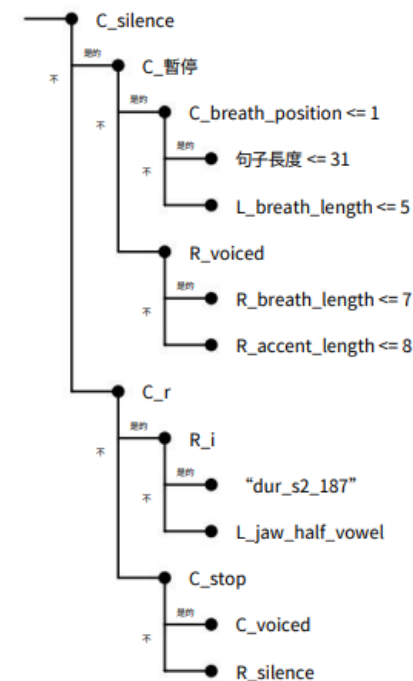 C_silence
是的
不
C_暫停
是的
不
C_breath_position <= 1
是的
不
句子長度 <= 31
L_breath_length <= 5
R_voiced
是的
不
R_breath_length <= 7
R_accent_length <= 8
C_r
是的
不
R_i
是的
不
“dur_s2_187”
L_jaw_half_vowel
C_stop
是的
不
C_voiced
R_silence